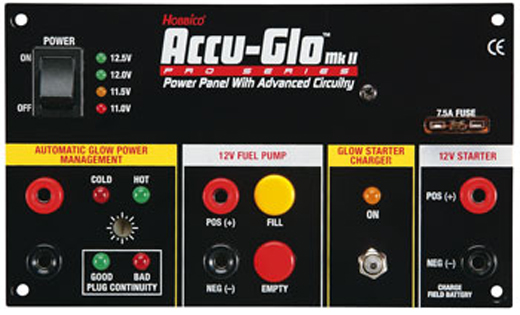 HOBBICO
ACCU-GLO™ Mk II
PRO SERIES
Power Panel With Advanced Circuitry
CE
POWER
ON
OFF
12.5V
12.0V
11.5V
11.0V
7.5A FUSE
AUTOMATIC GLOW POWER
MANAGEMENT
COLD HOT
GOOD BAD
PLUG CONTINUITY
12V FUEL PUMP
POS (+) FILL
NEG (–) EMPTY
GLOW STARTER
CHARGER
ON
12V STARTER
POS (+)
NEG (–)
CHARGE
FIELD BATTERY